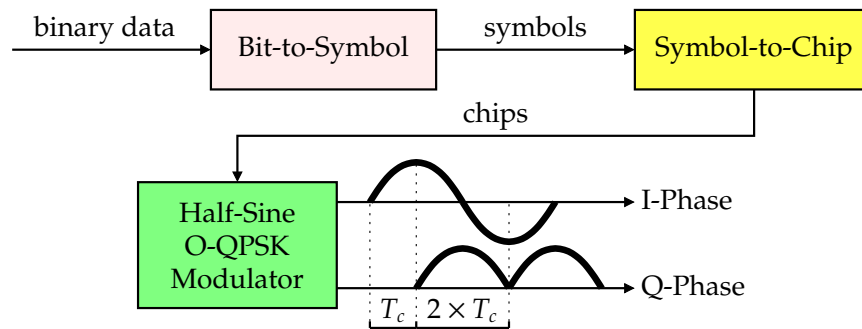 binary data
Bit-to-Symbol
symbols
Symbol-to-Chip
chips
Half-Sine
O-QPSK
Modulator
I-Phase
Q-Phase
T_c
2 × T_c